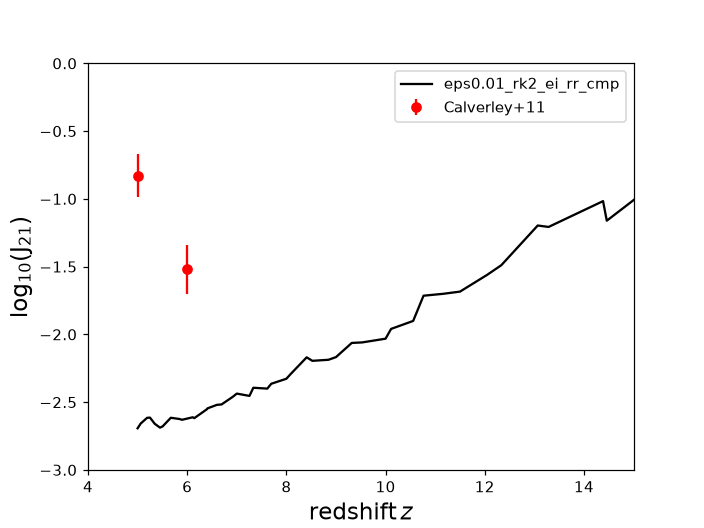 0.0
−0.5
−1.0
−1.5
−2.0
−2.5
−3.0
log₁₀(J₂₁)
eps0.01_rk2_ei_rr_cmp
Calverley+11
4 6 8 10 12 14
redshift z